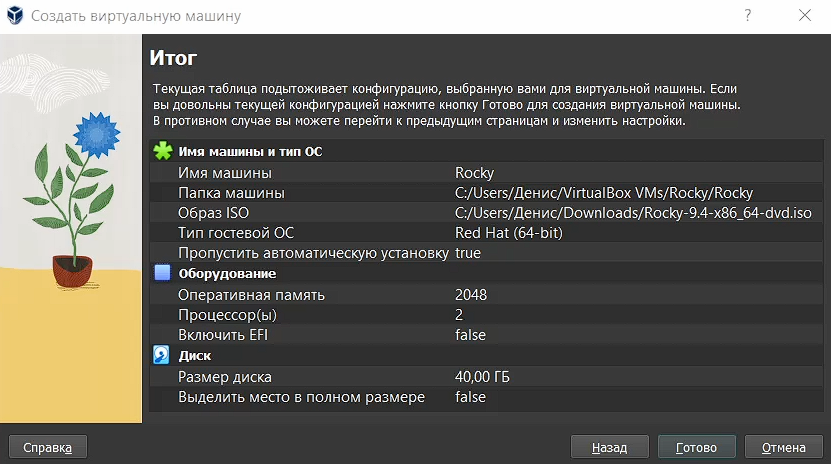 Создать виртуальную машину
?
Итог
Текущая таблица подытоживает конфигурацию, выбранную вами для виртуальной машины. Если
вы довольны текущей конфигурацией нажмите кнопку Готово для создания виртуальной машины.
В противном случае вы можете перейти к предыдущим страницам и изменить настройки.
Имя машины и тип ОС
Имя машины Rocky
Папка машины C:/Users/Денис/VirtualBox VMs/Rocky/Rocky
Образ ISO C:/Users/Денис/Downloads/Rocky-9.4-x86_64-dvd.iso
Тип гостевой ОС Red Hat (64-bit)
Пропустить автоматическую установку true
Оборудование
Оперативная память 2048
Процессор(ы) 2
Включить EFI false
Диск
Размер диска 40,00 ГБ
Выделить место в полном размере false
Справка Назад Готово Отмена